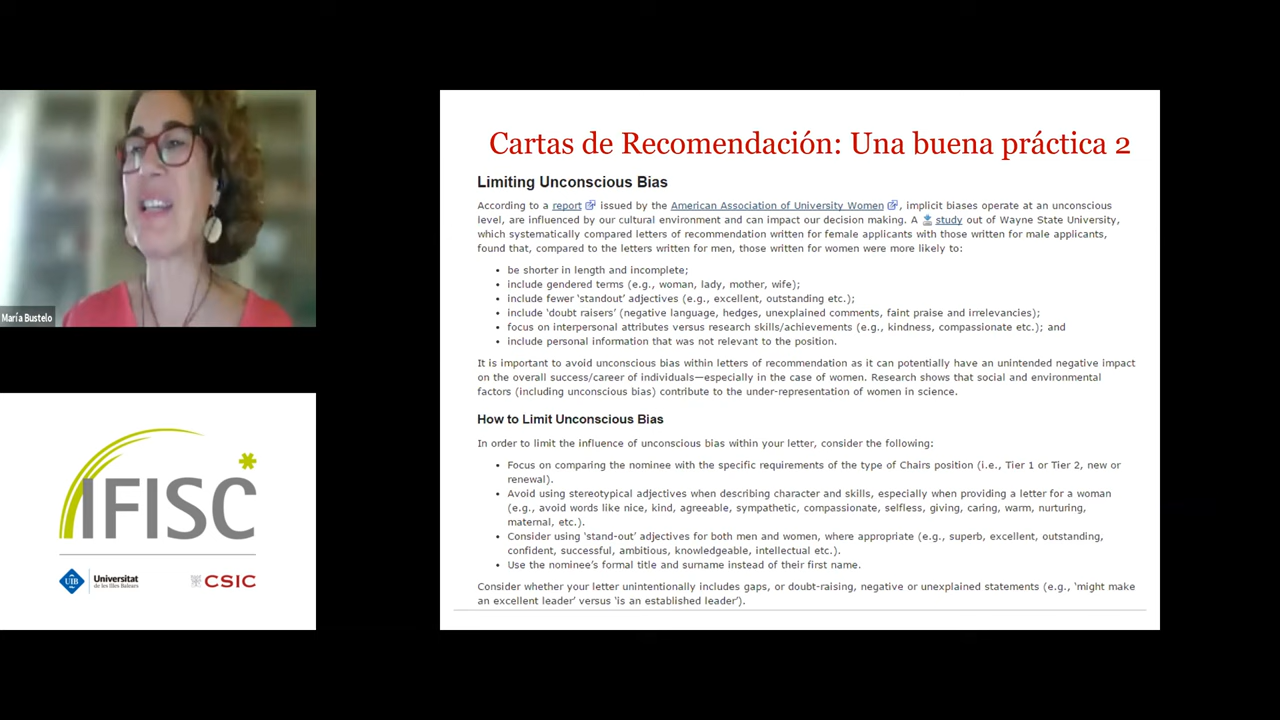 María Bustelo
IFISC
UIB
Universitat
de les Illes Balears
CSIC
Cartas de Recomendación: Una buena práctica 2
Limiting Unconscious Bias
According to a report issued by the American Association of University Women , implicit biases operate at an unconscious
level, are influenced by our cultural environment and can impact our decision making. A study out of Wayne State University,
which systematically compared letters of recommendation written for female applicants with those written for male applicants,
found that, compared to the letters written for men, those written for women were more likely to:
• be shorter in length and incomplete;
• include gendered terms (e.g., woman, lady, mother, wife);
• include fewer 'standout' adjectives (e.g., excellent, outstanding etc.);
• include 'doubt raisers' (negative language, hedges, unexplained comments, faint praise and irrelevancies);
• focus on interpersonal attributes versus research skills/achievements (e.g., kindness, compassionate etc.); and
• include personal information that was not relevant to the position.
It is important to avoid unconscious bias within letters of recommendation as it can potentially have an unintended negative impact
on the overall success/career of individuals—especially in the case of women. Research shows that social and environmental
factors (including unconscious bias) contribute to the under-representation of women in science.
How to Limit Unconscious Bias
In order to limit the influence of unconscious bias within your letter, consider the following:
• Focus on comparing the nominee with the specific requirements of the type of Chairs position (i.e., Tier 1 or Tier 2, new or
renewal).
• Avoid using stereotypical adjectives when describing character and skills, especially when providing a letter for a woman
(e.g., avoid words like nice, kind, agreeable, sympathetic, compassionate, selfless, giving, caring, warm, nurturing,
maternal, etc.).
• Consider using 'stand-out' adjectives for both men and women, where appropriate (e.g., superb, excellent, outstanding,
confident, successful, ambitious, knowledgeable, intellectual etc.).
• Use the nominee's formal title and surname instead of their first name.
Consider whether your letter unintentionally includes gaps, or doubt-raising, negative or unexplained statements (e.g., 'might make
an excellent leader' versus 'is an established leader').